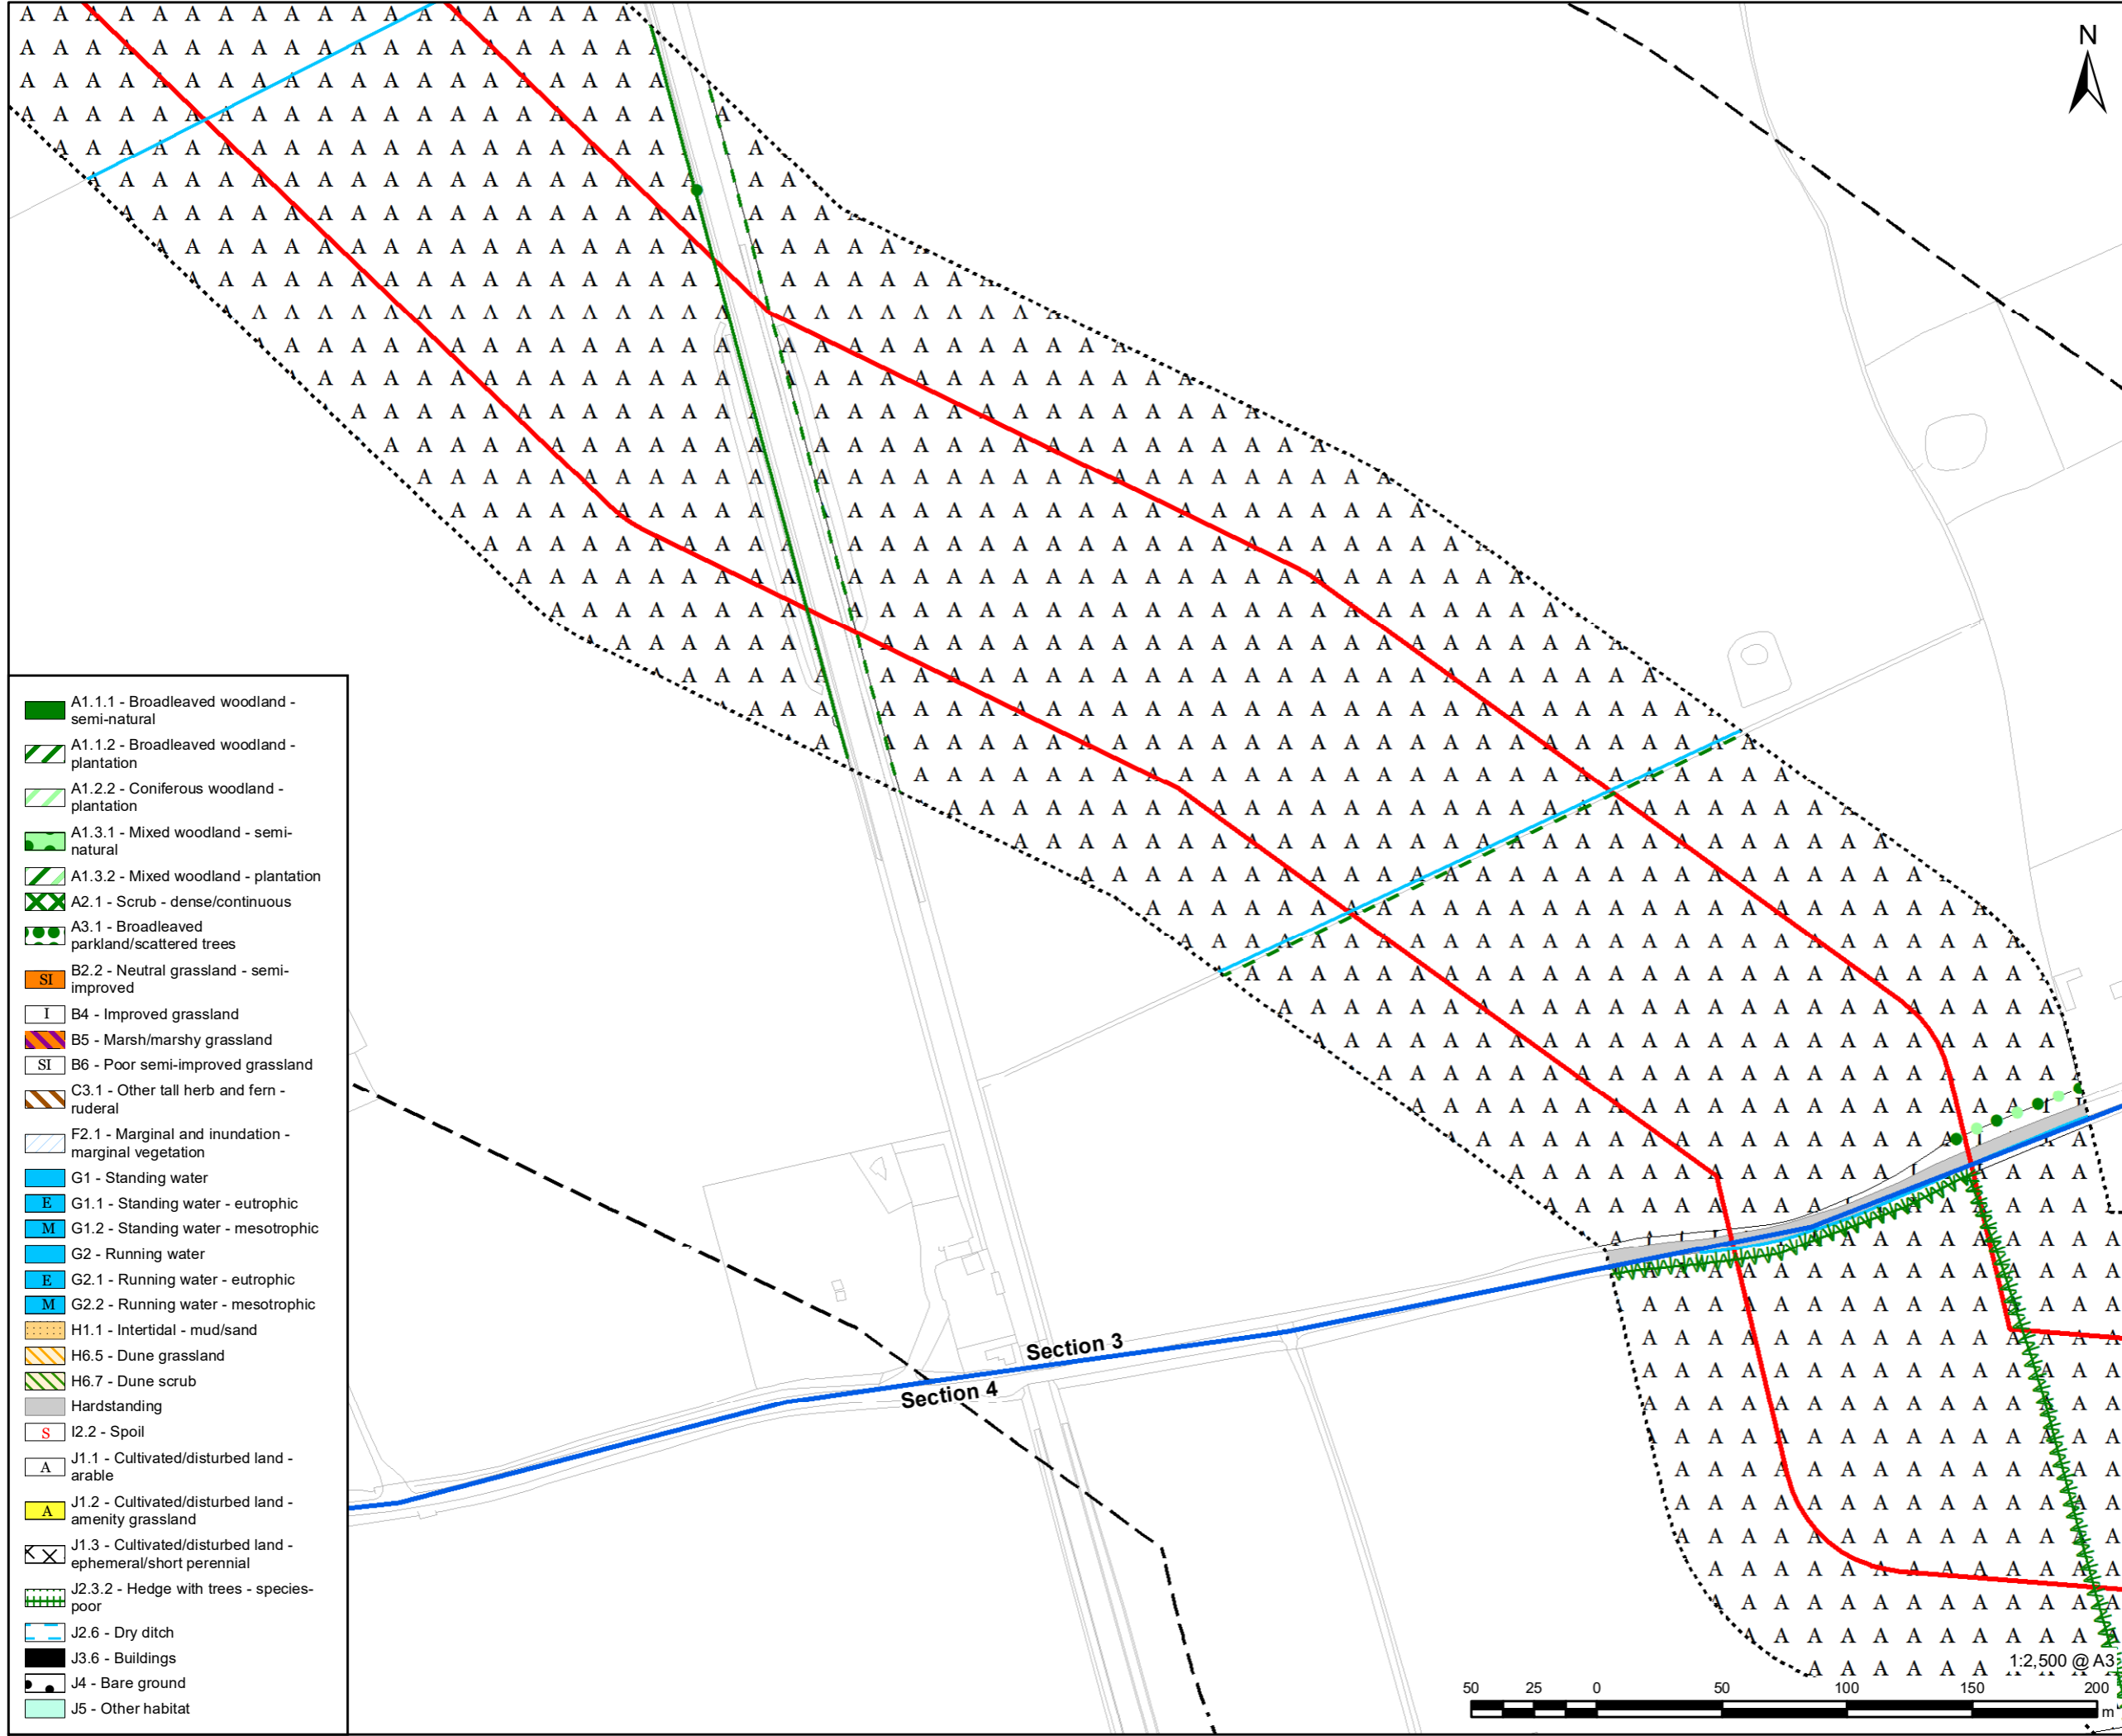 N
A1.1.1 - Broadleaved woodland -
semi-natural
A1.1.2 - Broadleaved woodland -
plantation
A1.2.2 - Coniferous woodland -
plantation
A1.3.1 - Mixed woodland - semi-
natural
A1.3.2 - Mixed woodland - plantation
A2.1 - Scrub - dense/continuous
A3.1 - Broadleaved
parkland/scattered trees
SI B2.2 - Neutral grassland - semi-
improved
I B4 - Improved grassland
B5 - Marsh/marshy grassland
SI B6 - Poor semi-improved grassland
C3.1 - Other tall herb and fern -
ruderal
F2.1 - Marginal and inundation -
marginal vegetation
G1 - Standing water
E G1.1 - Standing water - eutrophic
M G1.2 - Standing water - mesotrophic
G2 - Running water
E G2.1 - Running water - eutrophic
M G2.2 - Running water - mesotrophic
H1.1 - Intertidal - mud/sand
H6.5 - Dune grassland
H6.7 - Dune scrub
Hardstanding
S I2.2 - Spoil
A J1.1 - Cultivated/disturbed land -
arable
A J1.2 - Cultivated/disturbed land -
amenity grassland
J1.3 - Cultivated/disturbed land -
ephemeral/short perennial
J2.3.2 - Hedge with trees - species-
poor
J2.6 - Dry ditch
J3.6 - Buildings
J4 - Bare ground
J5 - Other habitat
Section 3
Section 4
1:2,500 @ A3
50 25 0 50 100 150 200
m